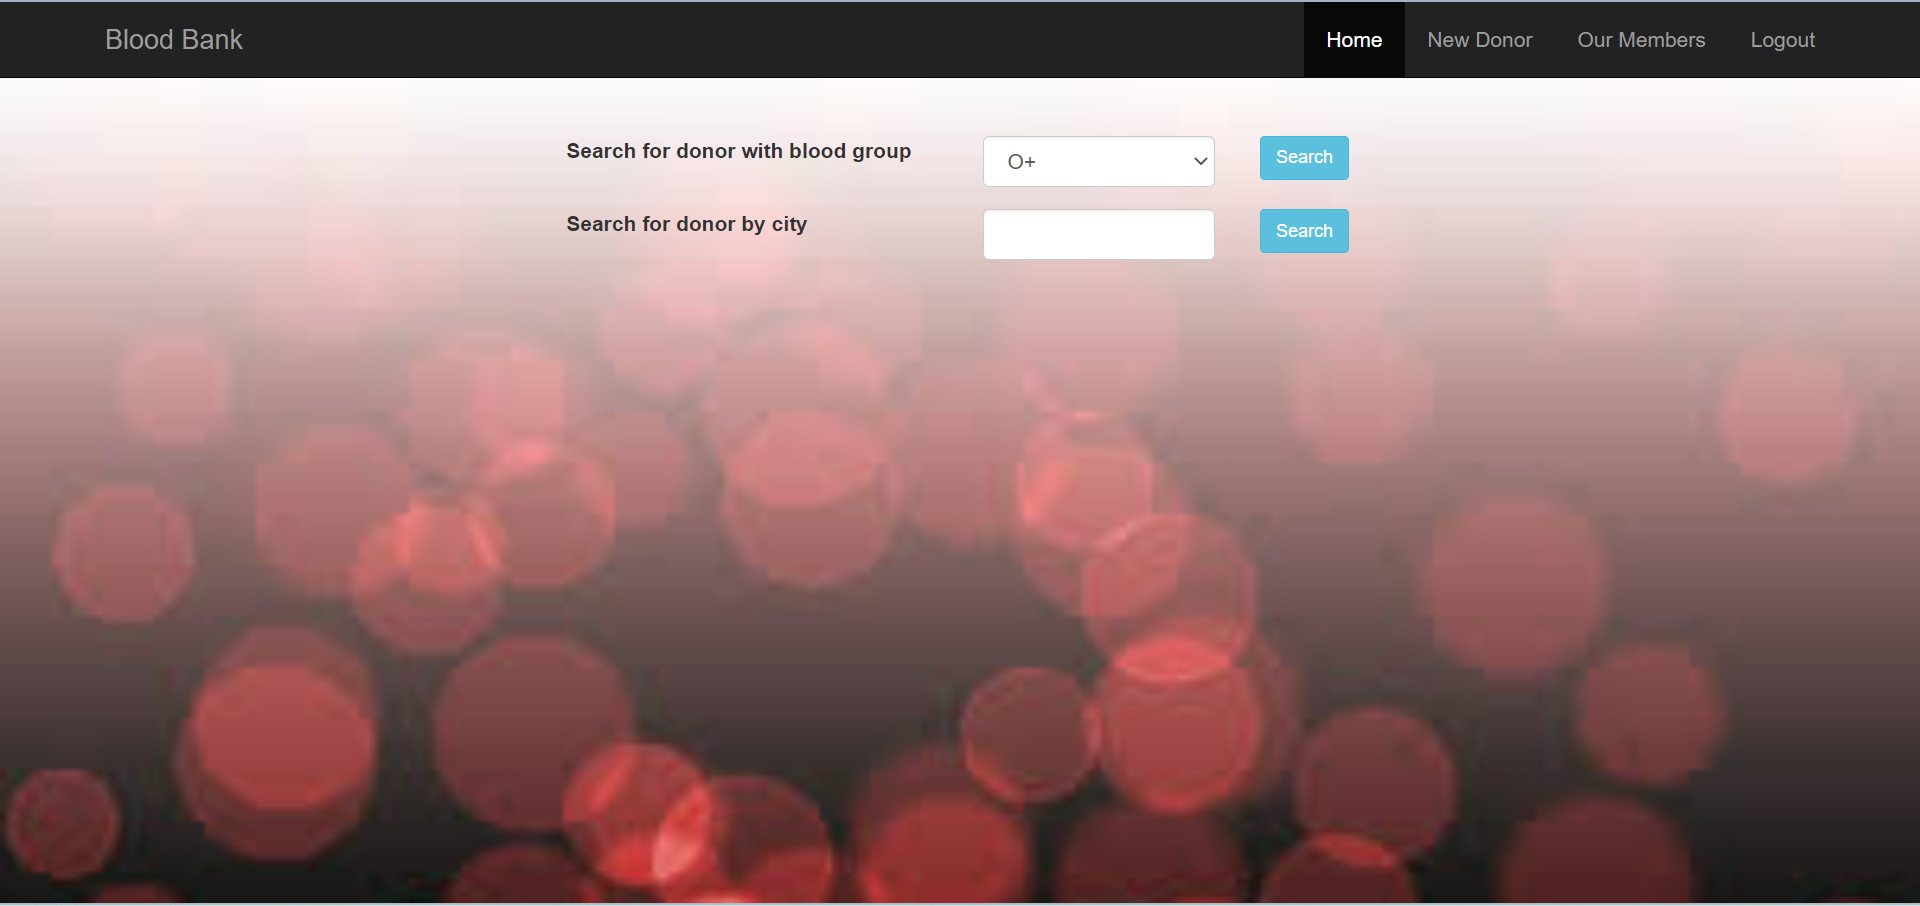 Blood Bank Home New Donor Our Members Logout
Search for donor with blood group O+ Search
Search for donor by city Search